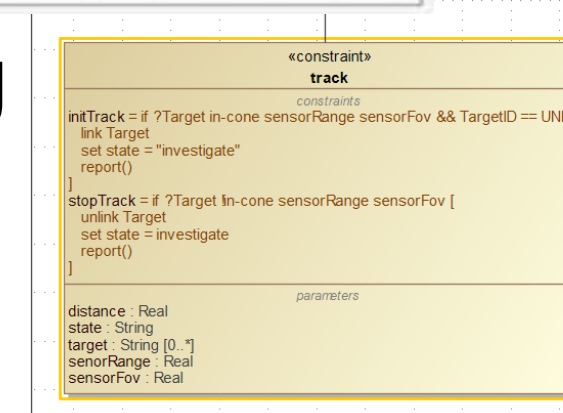 «constraint»
track
constraints
initTrack = if ?Target in-cone sensorRange sensorFov && TargetID == UN
link Target
set state = "investigate"
report()
]
stopTrack = if ?Target !in-cone sensorRange sensorFov [
unlink Target
set state = investigate
report()
]
parameters
distance : Real
state : String
target : String [0..*]
senorRange : Real
sensorFov : Real